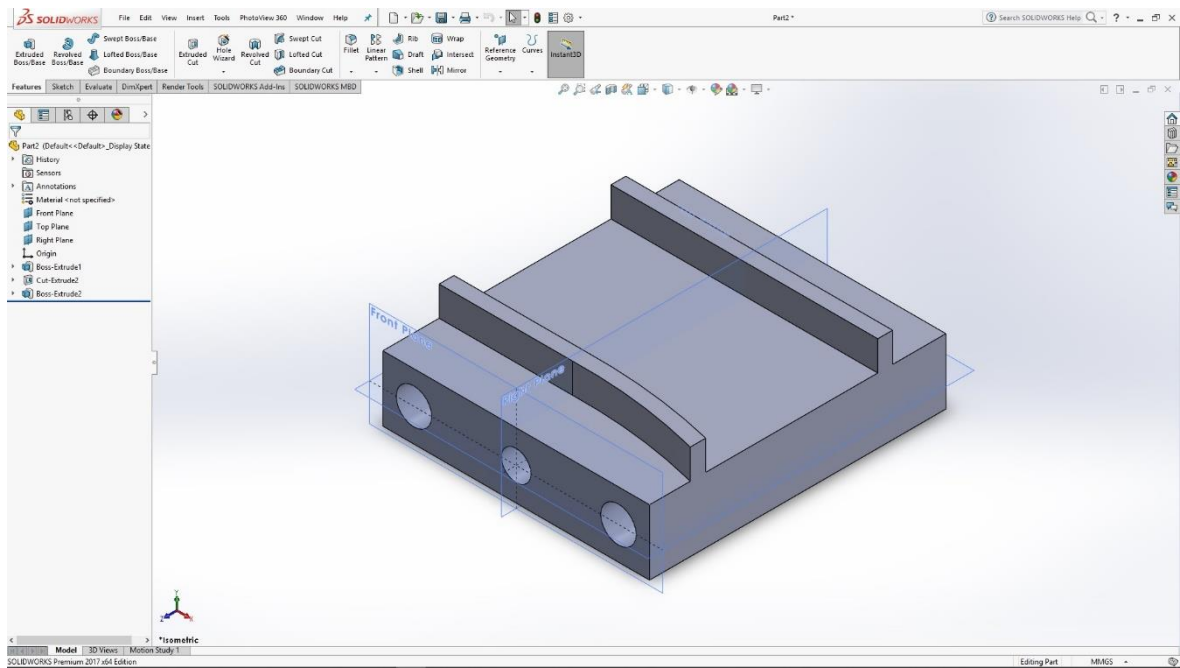 SOLIDWORKS File Edit View Insert Tools PhotoView 360 Window Help Part2 * Search SOLIDWORKS Help
Extruded Boss/Base
Revolved Boss/Base
Swept Boss/Base
Lofted Boss/Base
Boundary Boss/Base
Extruded Cut
Hole Wizard
Revolved Cut
Swept Cut
Lofted Cut
Boundary Cut
Fillet
Linear Pattern
Rib
Draft
Shell
Wrap
Intersect
Mirror
Reference Geometry
Curves
Instant3D
Features Sketch Evaluate DimXpert Render Tools SOLIDWORKS Add-Ins SOLIDWORKS MBD
Part2 (Default<<Default>_Display State
History
Sensors
Annotations
Material <not specified>
Front Plane
Top Plane
Right Plane
Origin
Boss-Extrude1
Cut-Extrude2
Boss-Extrude2
Front Plane
Right Plane
*Isometric
Model 3D Views Motion Study 1
SOLIDWORKS Premium 2017 x64 Edition Editing Part MMGS